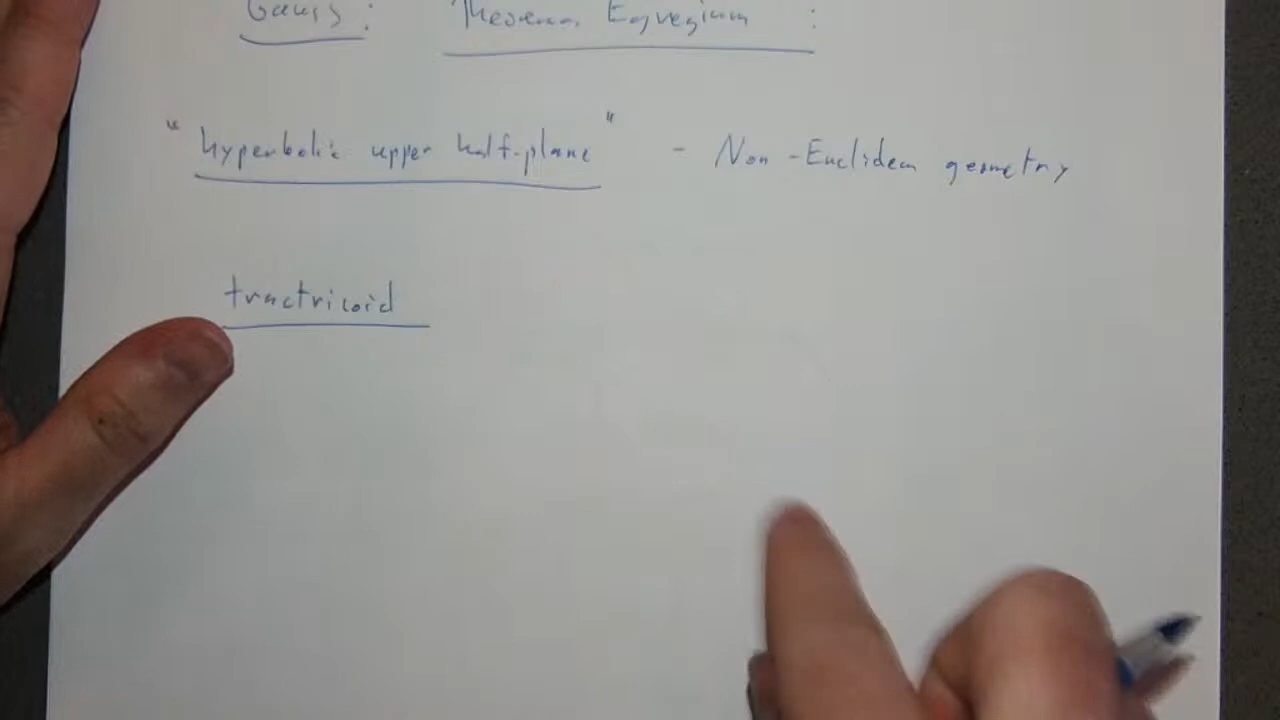 Gauss: Theorema Egregium :
"hyperbolic upper half-plane" - Non-Euclidean geometry
tractricoid